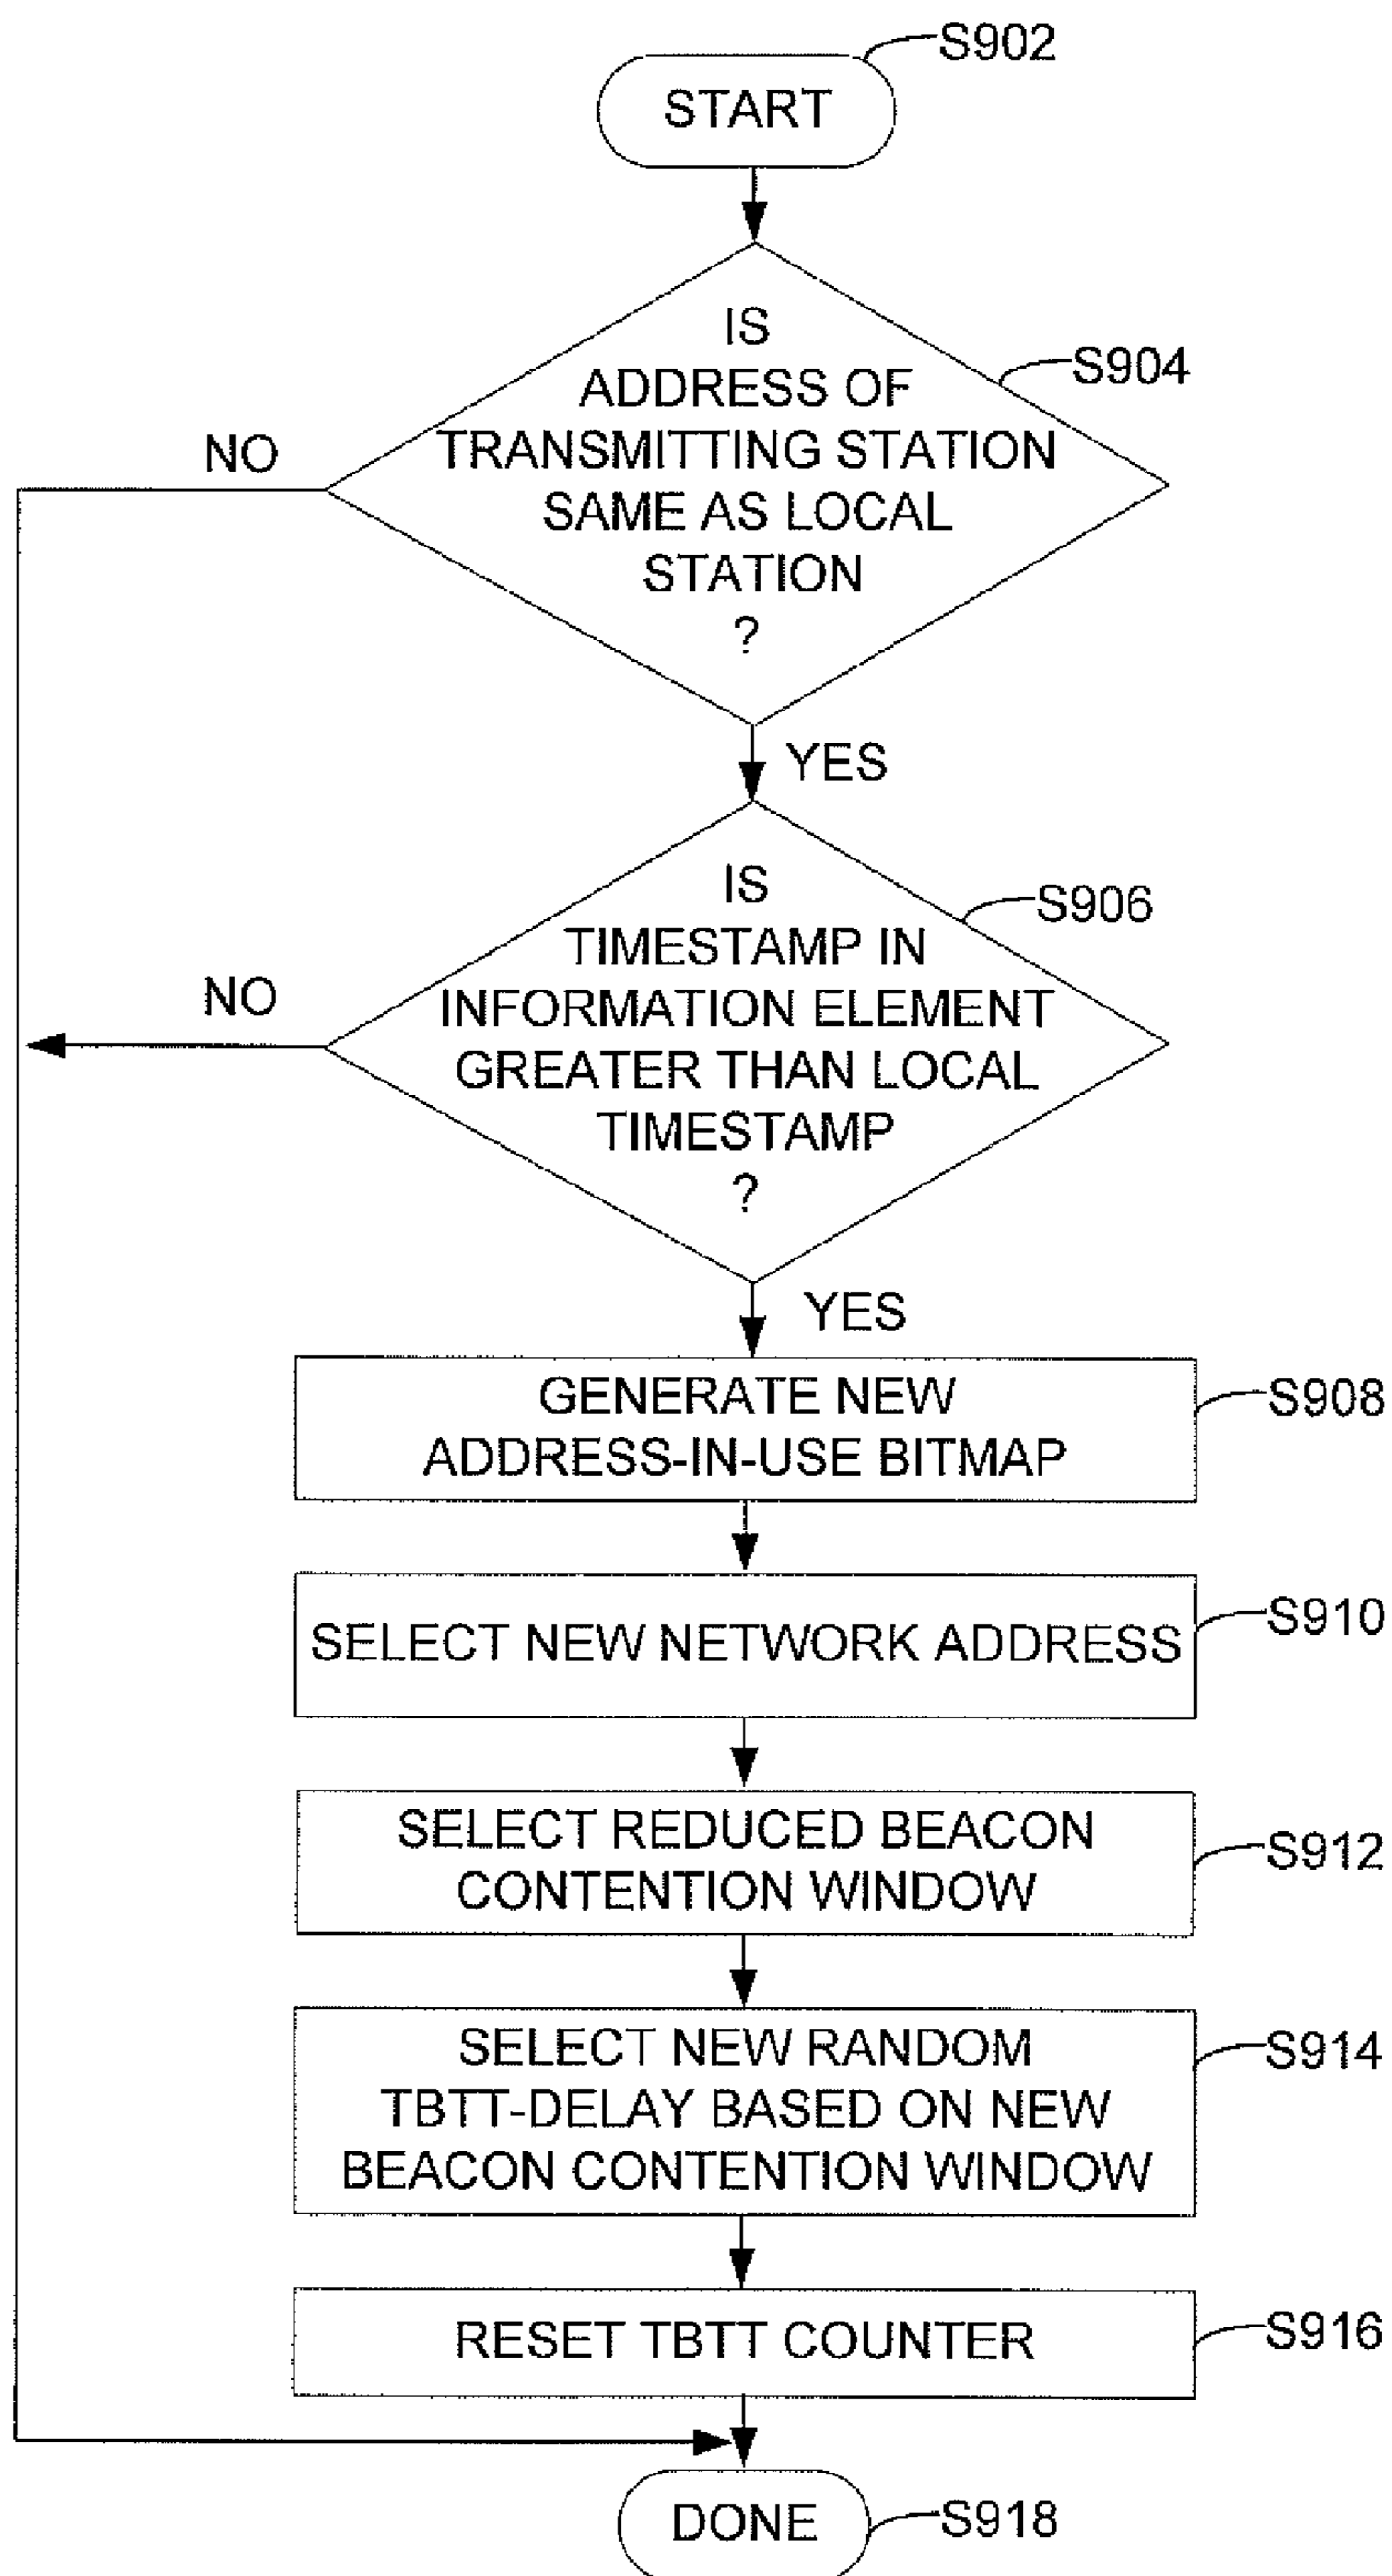 S902
START
IS
ADDRESS OF
TRANSMITTING STATION
SAME AS LOCAL
STATION
?
S904
NO
YES
IS
TIMESTAMP IN
INFORMATION ELEMENT
GREATER THAN LOCAL
TIMESTAMP
?
S906
NO
YES
GENERATE NEW
ADDRESS-IN-USE BITMAP
S908
SELECT NEW NETWORK ADDRESS
S910
SELECT REDUCED BEACON
CONTENTION WINDOW
S912
SELECT NEW RANDOM
TBTT-DELAY BASED ON NEW
BEACON CONTENTION WINDOW
S914
RESET TBTT COUNTER
S916
DONE
S918